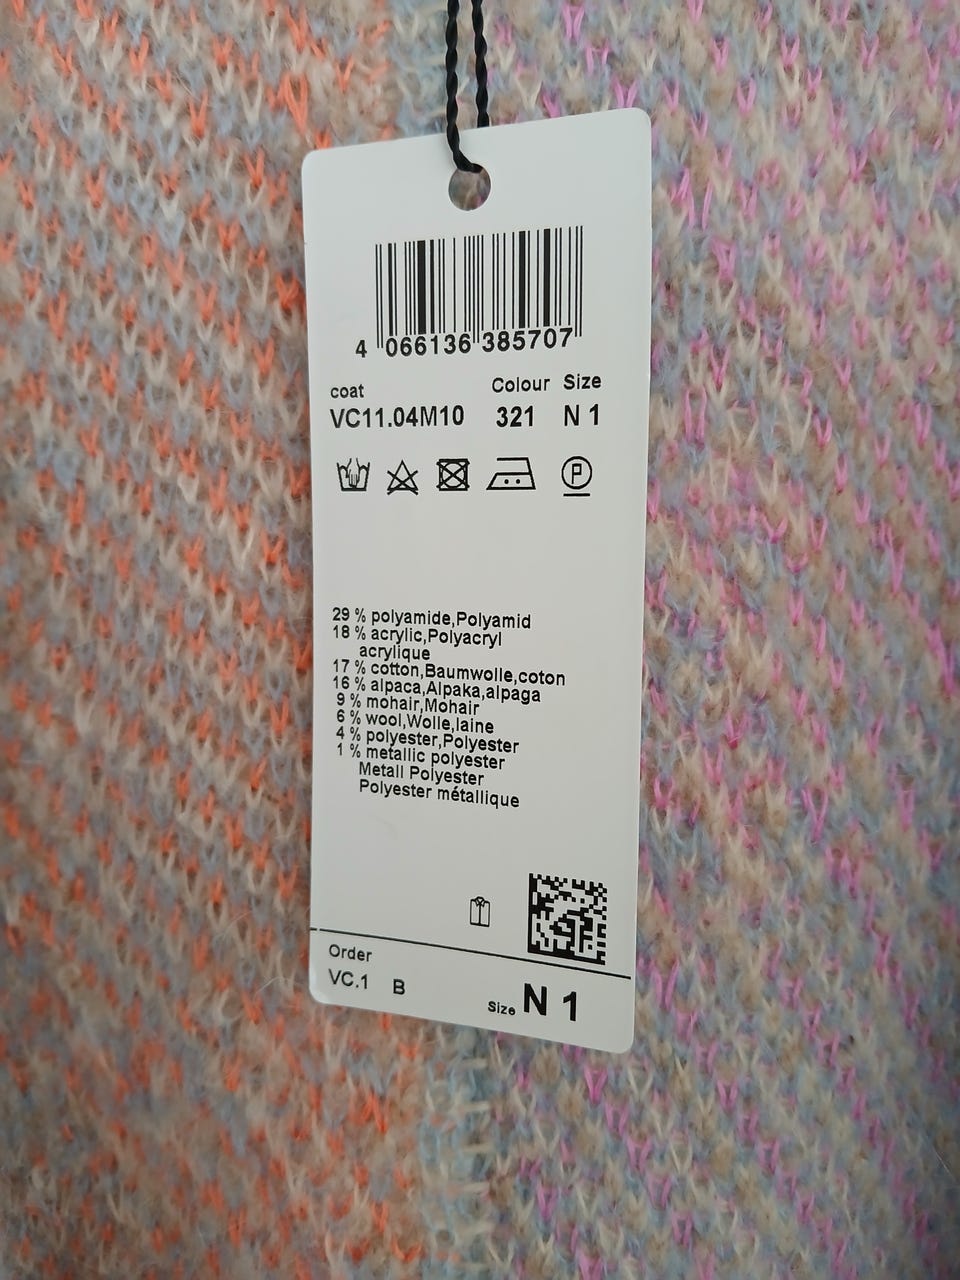 4 066136 385707
coat Colour Size
VC11.04M10 321 N 1
P
29 % polyamide,Polyamid
18 % acrylic,Polyacryl
acrylique
17 % cotton,Baumwolle,coton
16 % alpaca,Alpaka,alpaga
9 % mohair,Mohair
6 % wool,Wolle,laine
4 % polyester,Polyester
1 % metallic polyester
Metall Polyester
Polyester métallique
Order
VC.1 B Size N 1